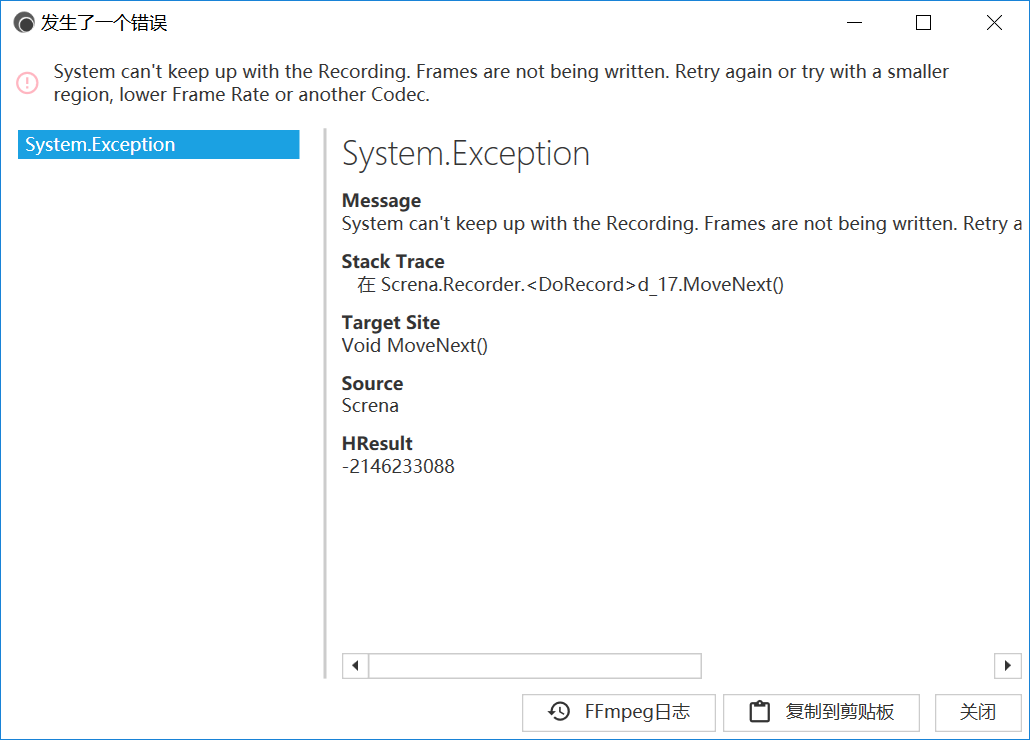 发生了一个错误
System can't keep up with the Recording. Frames are not being written. Retry again or try with a smaller
region, lower Frame Rate or another Codec.
System.Exception
System.Exception
Message
System can't keep up with the Recording. Frames are not being written. Retry a
Stack Trace
在 Screna.Recorder.<DoRecord>d_17.MoveNext()
Target Site
Void MoveNext()
Source
Screna
HResult
-2146233088
FFmpeg日志
复制到剪贴板
关闭